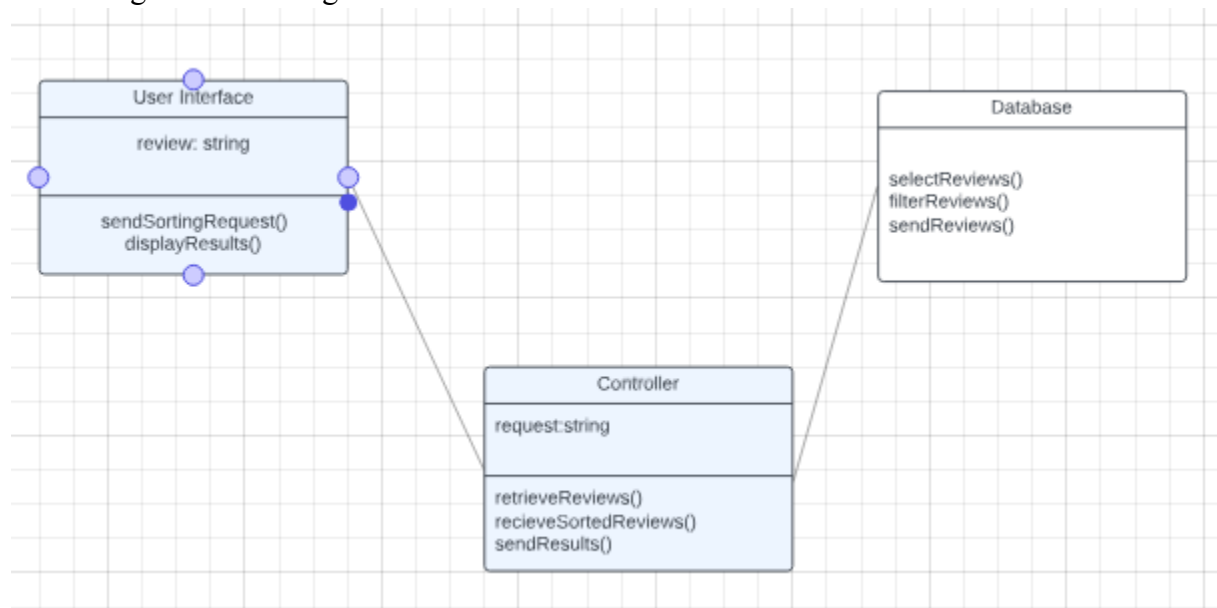 User Interface
review: string
sendSortingRequest()
displayResults()
Database
selectReviews()
filterReviews()
sendReviews()
Controller
request:string
retrieveReviews()
recieveSortedReviews()
sendResults()